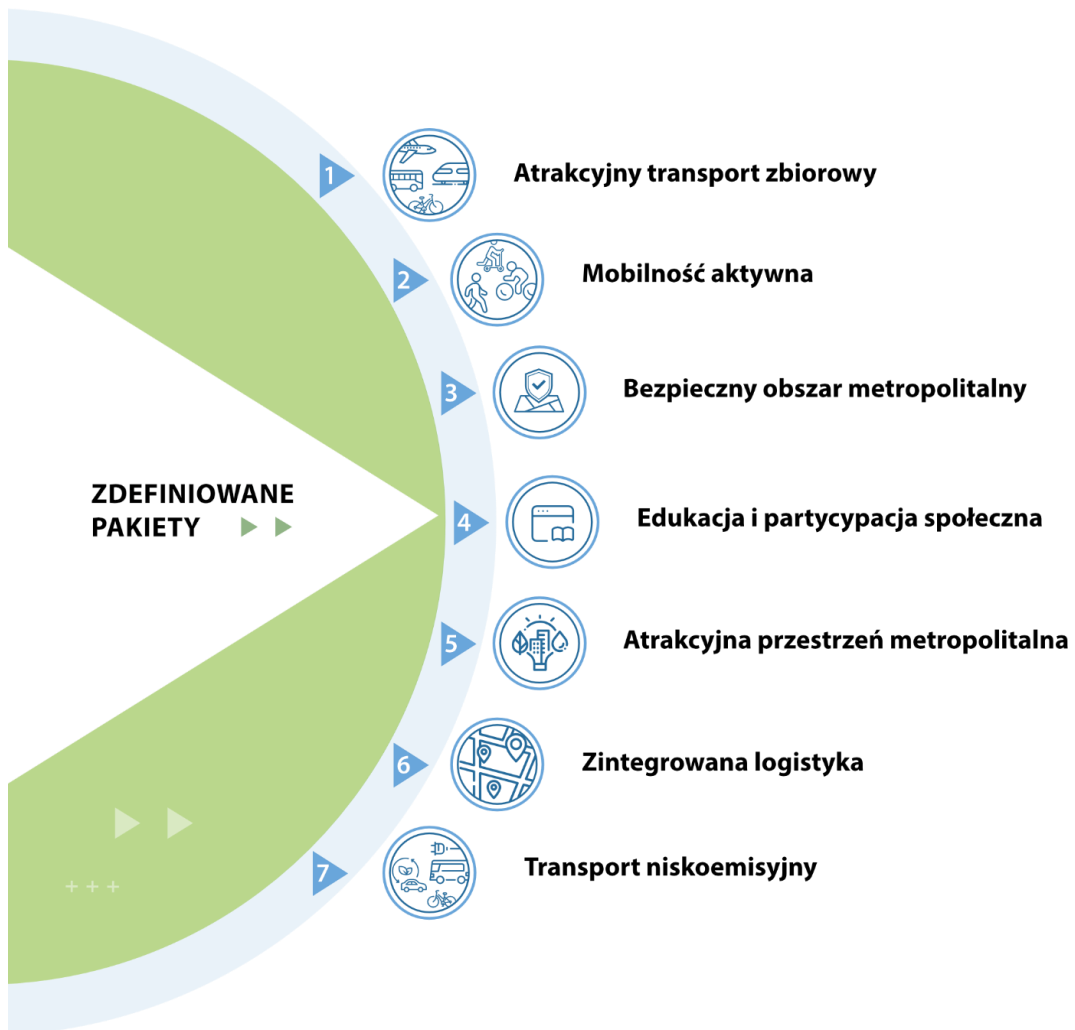 1
Atrakcyjny transport zbiorowy
2
Mobilność aktywna
3
Bezpieczny obszar metropolitalny
ZDEFINIOWANE
PAKIETY
4
Edukacja i partycypacja społeczna
5
Atrakcyjna przestrzeń metropolitalna
6
Zintegrowana logistyka
7
Transport niskoemisyjny
+ + +